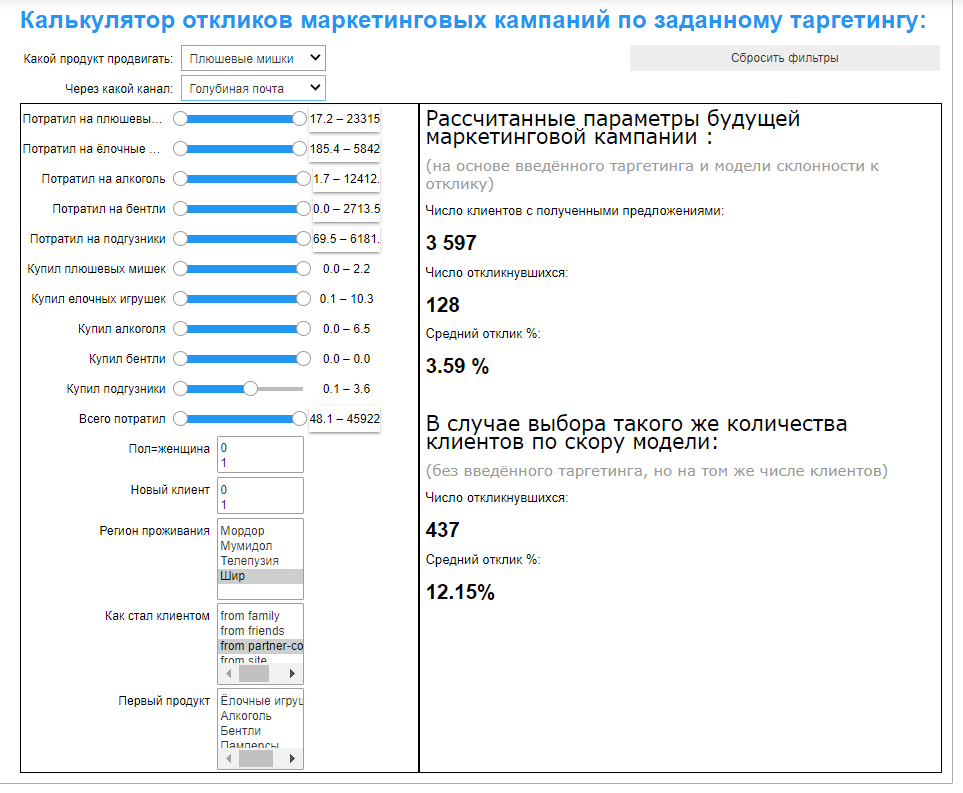 Калькулятор откликов маркетинговых кампаний по заданному таргетингу:
Какой продукт продвигать: Плюшевые мишки
Сбросить фильтры
Через какой канал: Голубиная почта
Потратил на плюшевы... 17.2 – 23315
Потратил на ёлочные ... 185.4 – 5842
Потратил на алкоголь 1.7 – 12412.
Потратил на бентли 0.0 – 2713.5
Потратил на подгузники 69.5 – 6181.
Купил плюшевых мишек 0.0 – 2.2
Купил елочных игрушек 0.1 – 10.3
Купил алкоголя 0.0 – 6.5
Купил бентли 0.0 – 0.0
Купил подгузники 0.1 – 3.6
Всего потратил 48.1 – 45922
Пол=женщина 0
1
Новый клиент 0
1
Регион проживания Мордор
Мумидол
Телепузия
Шир
Как стал клиентом from family
from friends
from partner-co
from site
Первый продукт Ёлочные игруш
Алкоголь
Бентли
Памперсы
Рассчитанные параметры будущей
маркетинговой кампании :
(на основе введённого таргетинга и модели склонности к
отклику)
Число клиентов с полученными предложениями:
3 597
Число откликнувшихся:
128
Средний отклик %:
3.59 %
В случае выбора такого же количества
клиентов по скору модели:
(без введённого таргетинга, но на том же числе клиентов)
Число откликнувшихся:
437
Средний отклик %:
12.15%